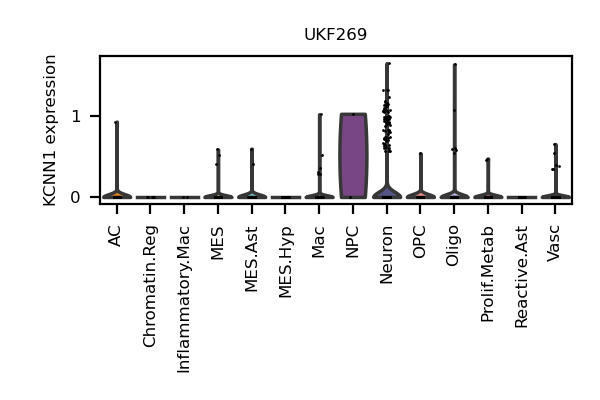 UKF269
KCNN1 expression
1
0
AC
Chromatin.Reg
Inflammatory.Mac
MES
MES.Ast
MES.Hyp
Mac
NPC
Neuron
OPC
Oligo
Prolif.Metab
Reactive.Ast
Vasc